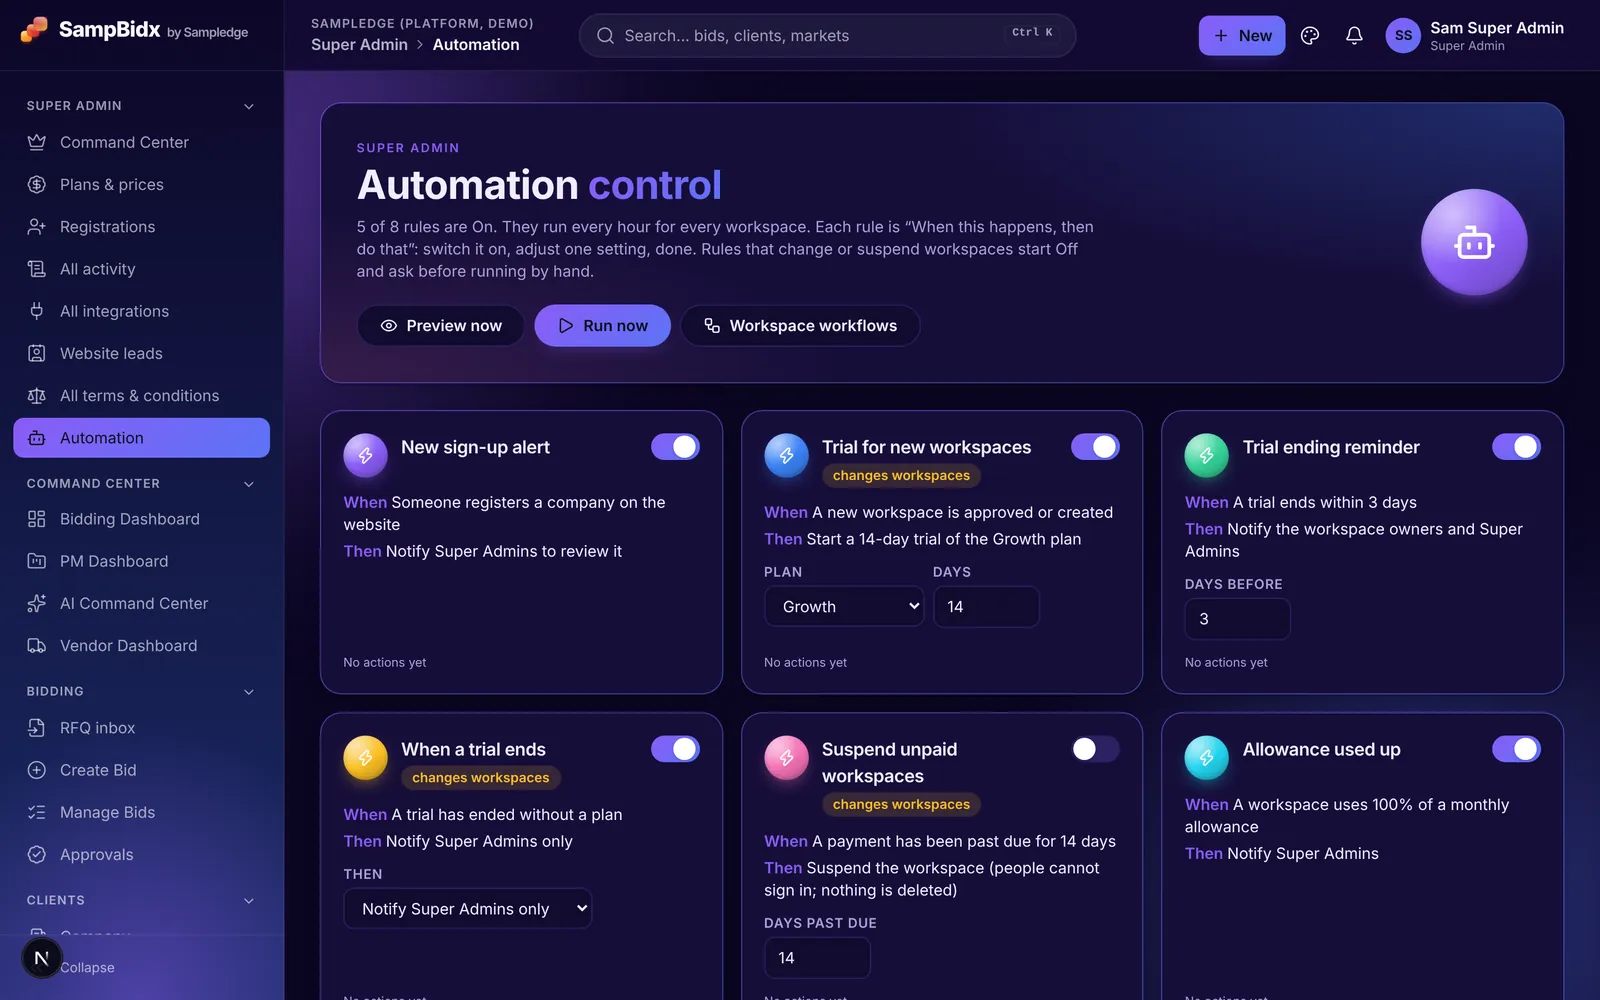 SampBidx by Sampledge
SAMPLEDGE (PLATFORM, DEMO)
Super Admin > Automation
Search... bids, clients, markets
Ctrl K
+ New
SS
Sam Super Admin
Super Admin
SUPER ADMIN
Command Center
Plans & prices
Registrations
All activity
All integrations
Website leads
All terms & conditions
Automation
COMMAND CENTER
Bidding Dashboard
PM Dashboard
AI Command Center
Vendor Dashboard
BIDDING
RFQ inbox
Create Bid
Manage Bids
Approvals
CLIENTS
N
Collapse
SUPER ADMIN
Automation control
5 of 8 rules are On. They run every hour for every workspace. Each rule is “When this happens, then
do that”: switch it on, adjust one setting, done. Rules that change or suspend workspaces start Off
and ask before running by hand.
Preview now
Run now
Workspace workflows
New sign-up alert
When Someone registers a company on the
website
Then Notify Super Admins to review it
No actions yet
Trial for new workspaces
changes workspaces
When A new workspace is approved or created
Then Start a 14-day trial of the Growth plan
PLAN DAYS
Growth 14
No actions yet
Trial ending reminder
When A trial ends within 3 days
Then Notify the workspace owners and Super
Admins
DAYS BEFORE
3
No actions yet
When a trial ends
changes workspaces
When A trial has ended without a plan
Then Notify Super Admins only
THEN
Notify Super Admins only
Suspend unpaid
workspaces
changes workspaces
When A payment has been past due for 14 days
Then Suspend the workspace (people cannot
sign in; nothing is deleted)
DAYS PAST DUE
14
Allowance used up
When A workspace uses 100% of a monthly
allowance
Then Notify Super Admins